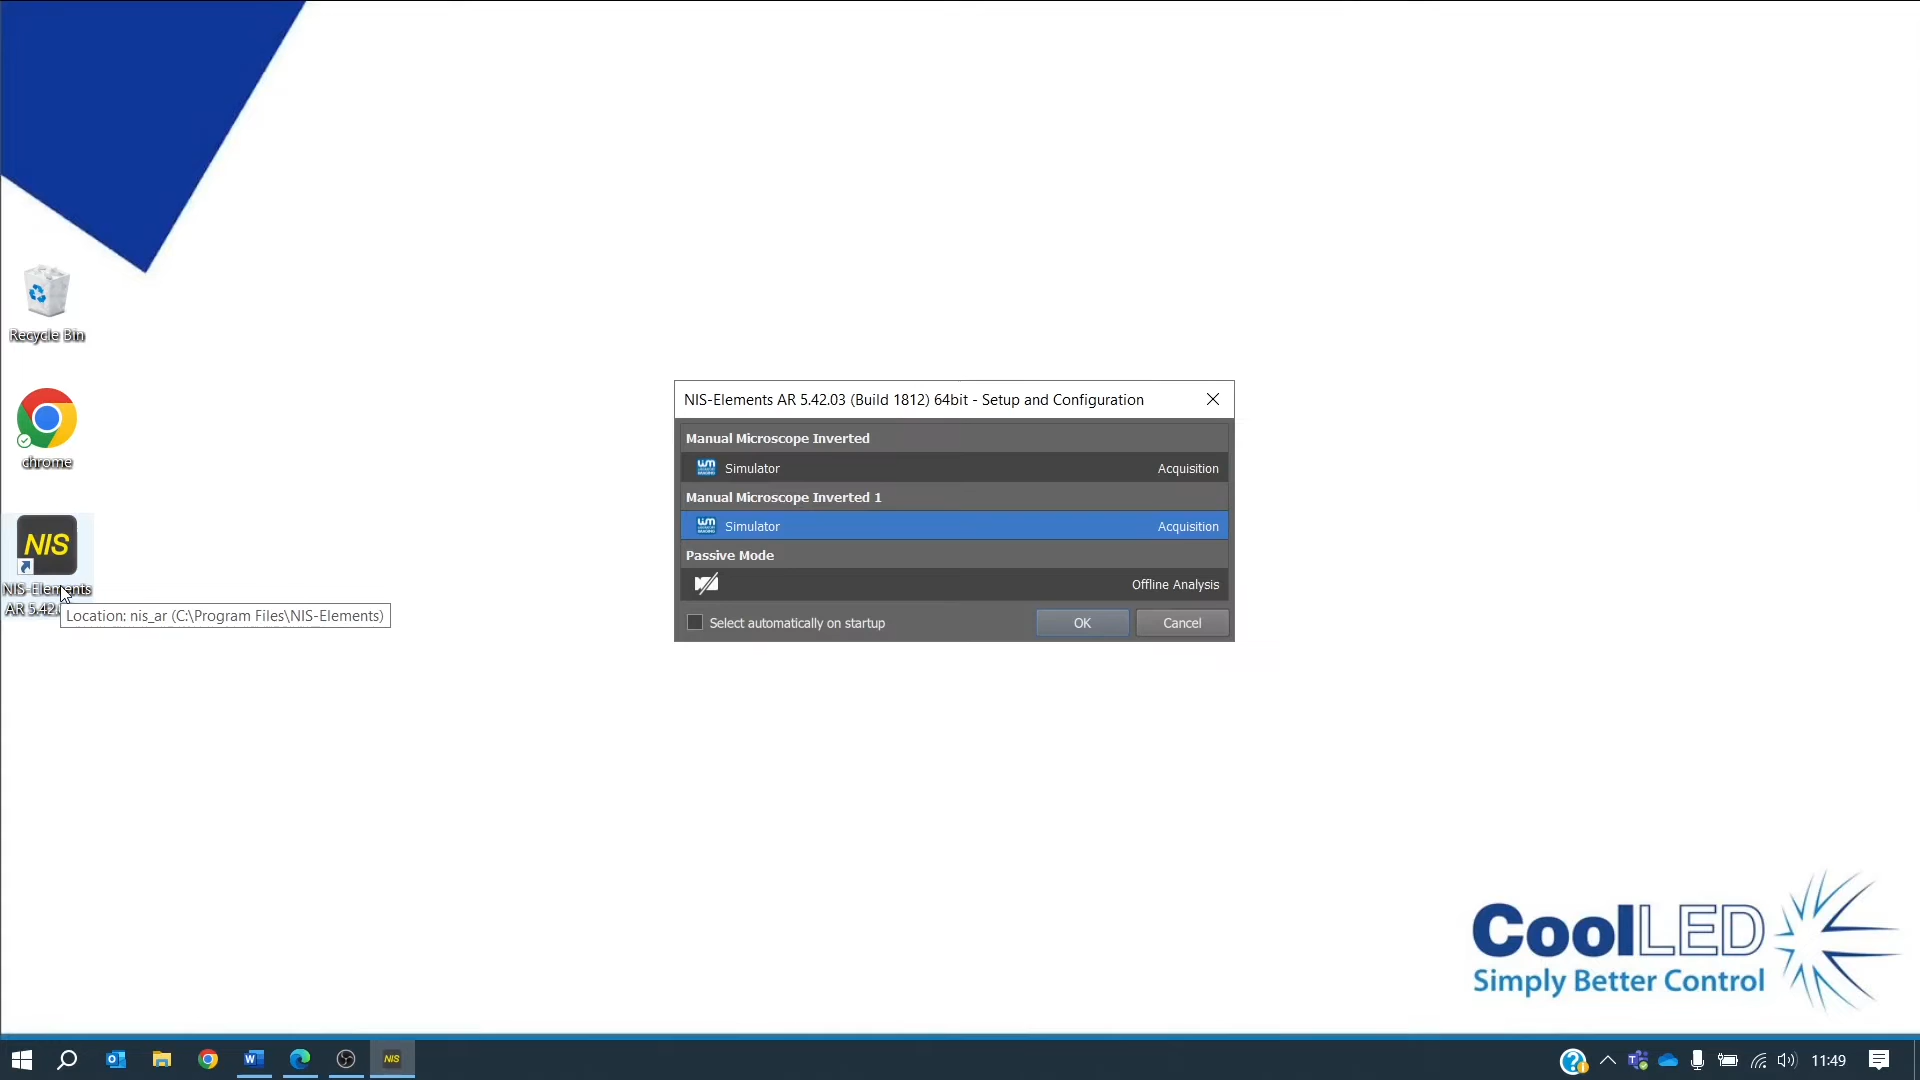 Recycle Bin
chrome
NIS
NIS-Elements
AR 5.42.
Location: nis_ar (C:\Program Files\NIS-Elements)
NIS-Elements AR 5.42.03 (Build 1812) 64bit - Setup and Configuration
Manual Microscope Inverted
Simulator Acquisition
Manual Microscope Inverted 1
Simulator Acquisition
Passive Mode
Offline Analysis
Select automatically on startup
OK Cancel
CoolLED
Simply Better Control
NIS
11:49